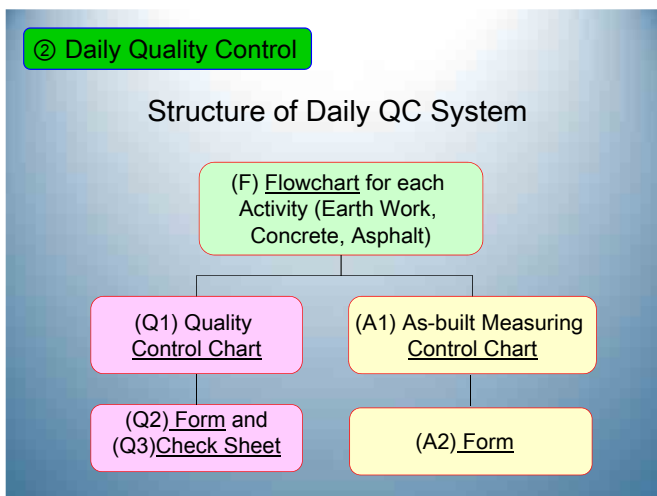 ② Daily Quality Control
Structure of Daily QC System
(F) Flowchart for each
Activity (Earth Work,
Concrete, Asphalt)
(Q1) Quality
Control Chart
(A1) As-built Measuring
Control Chart
(Q2) Form and
(Q3)Check Sheet
(A2) Form